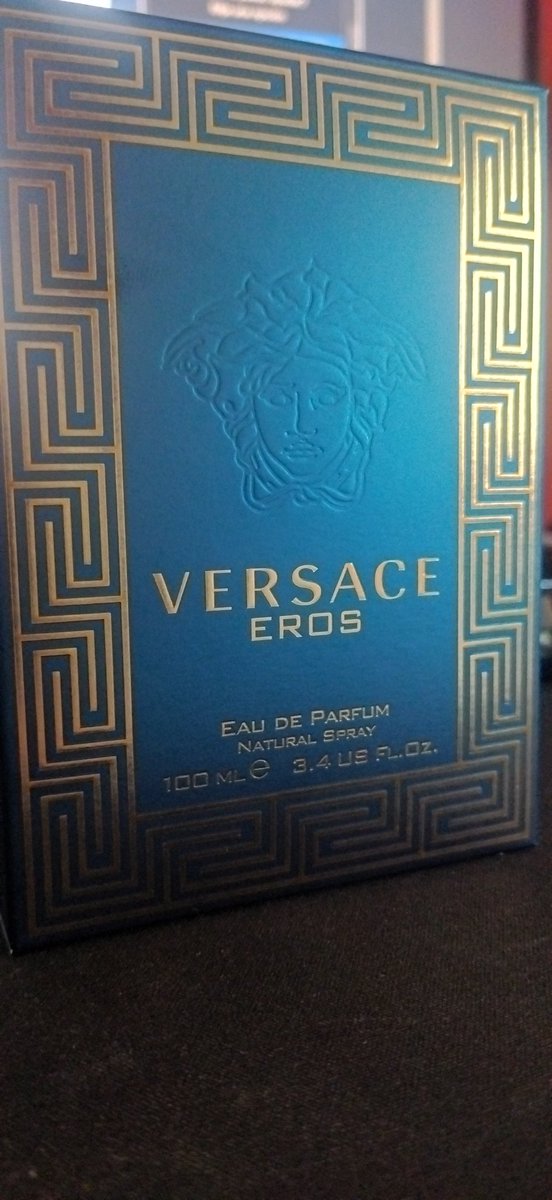 VERSACE
EROS
EAU DE PARFUM
NATURAL SPRAY
100 ML ℮ 3.4 US FL.OZ.